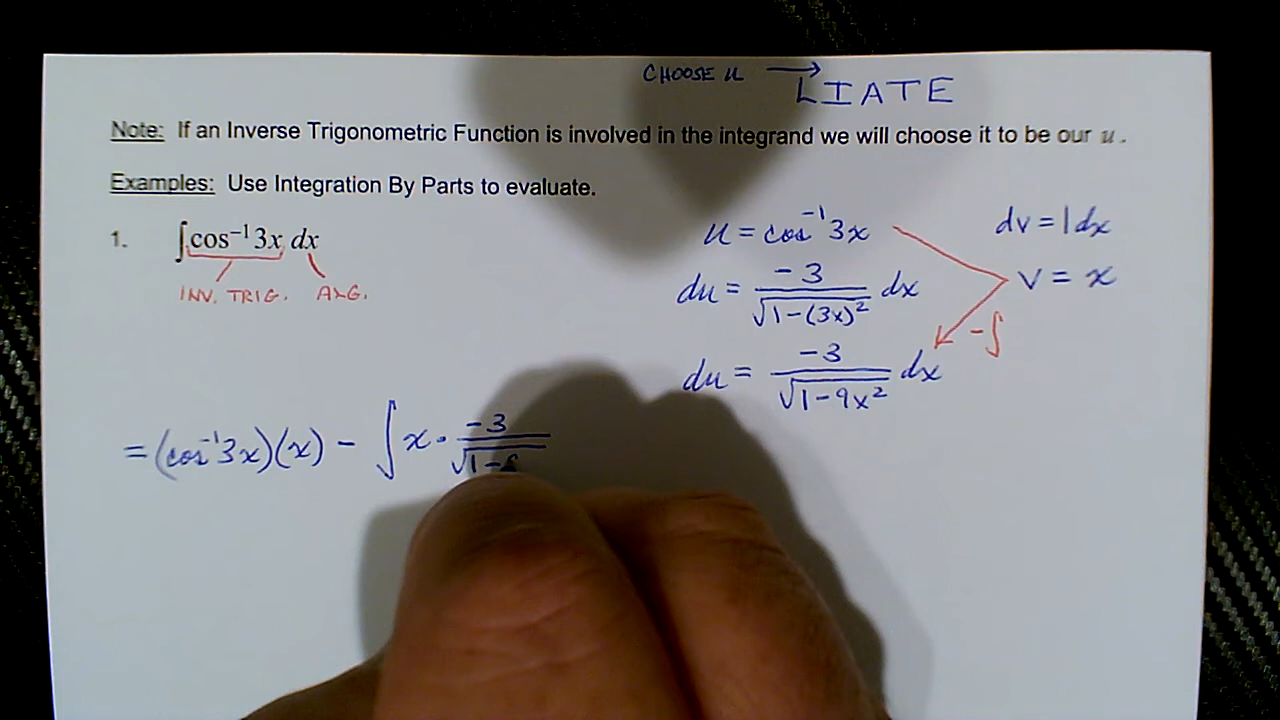 CHOOSE u → LIATE
Note: If an Inverse Trigonometric Function is involved in the integrand we will choose it to be our u.
Examples: Use Integration By Parts to evaluate.
1. ∫cos⁻¹ 3x dx
INV. TRIG. ALG.
u = cos⁻¹3x dv = 1dx
du = -3/√(1-(3x)²) dx v = x
-∫
du = -3/√(1-9x²) dx
= (cos⁻¹3x)(x) - ∫x · -3/√(1-